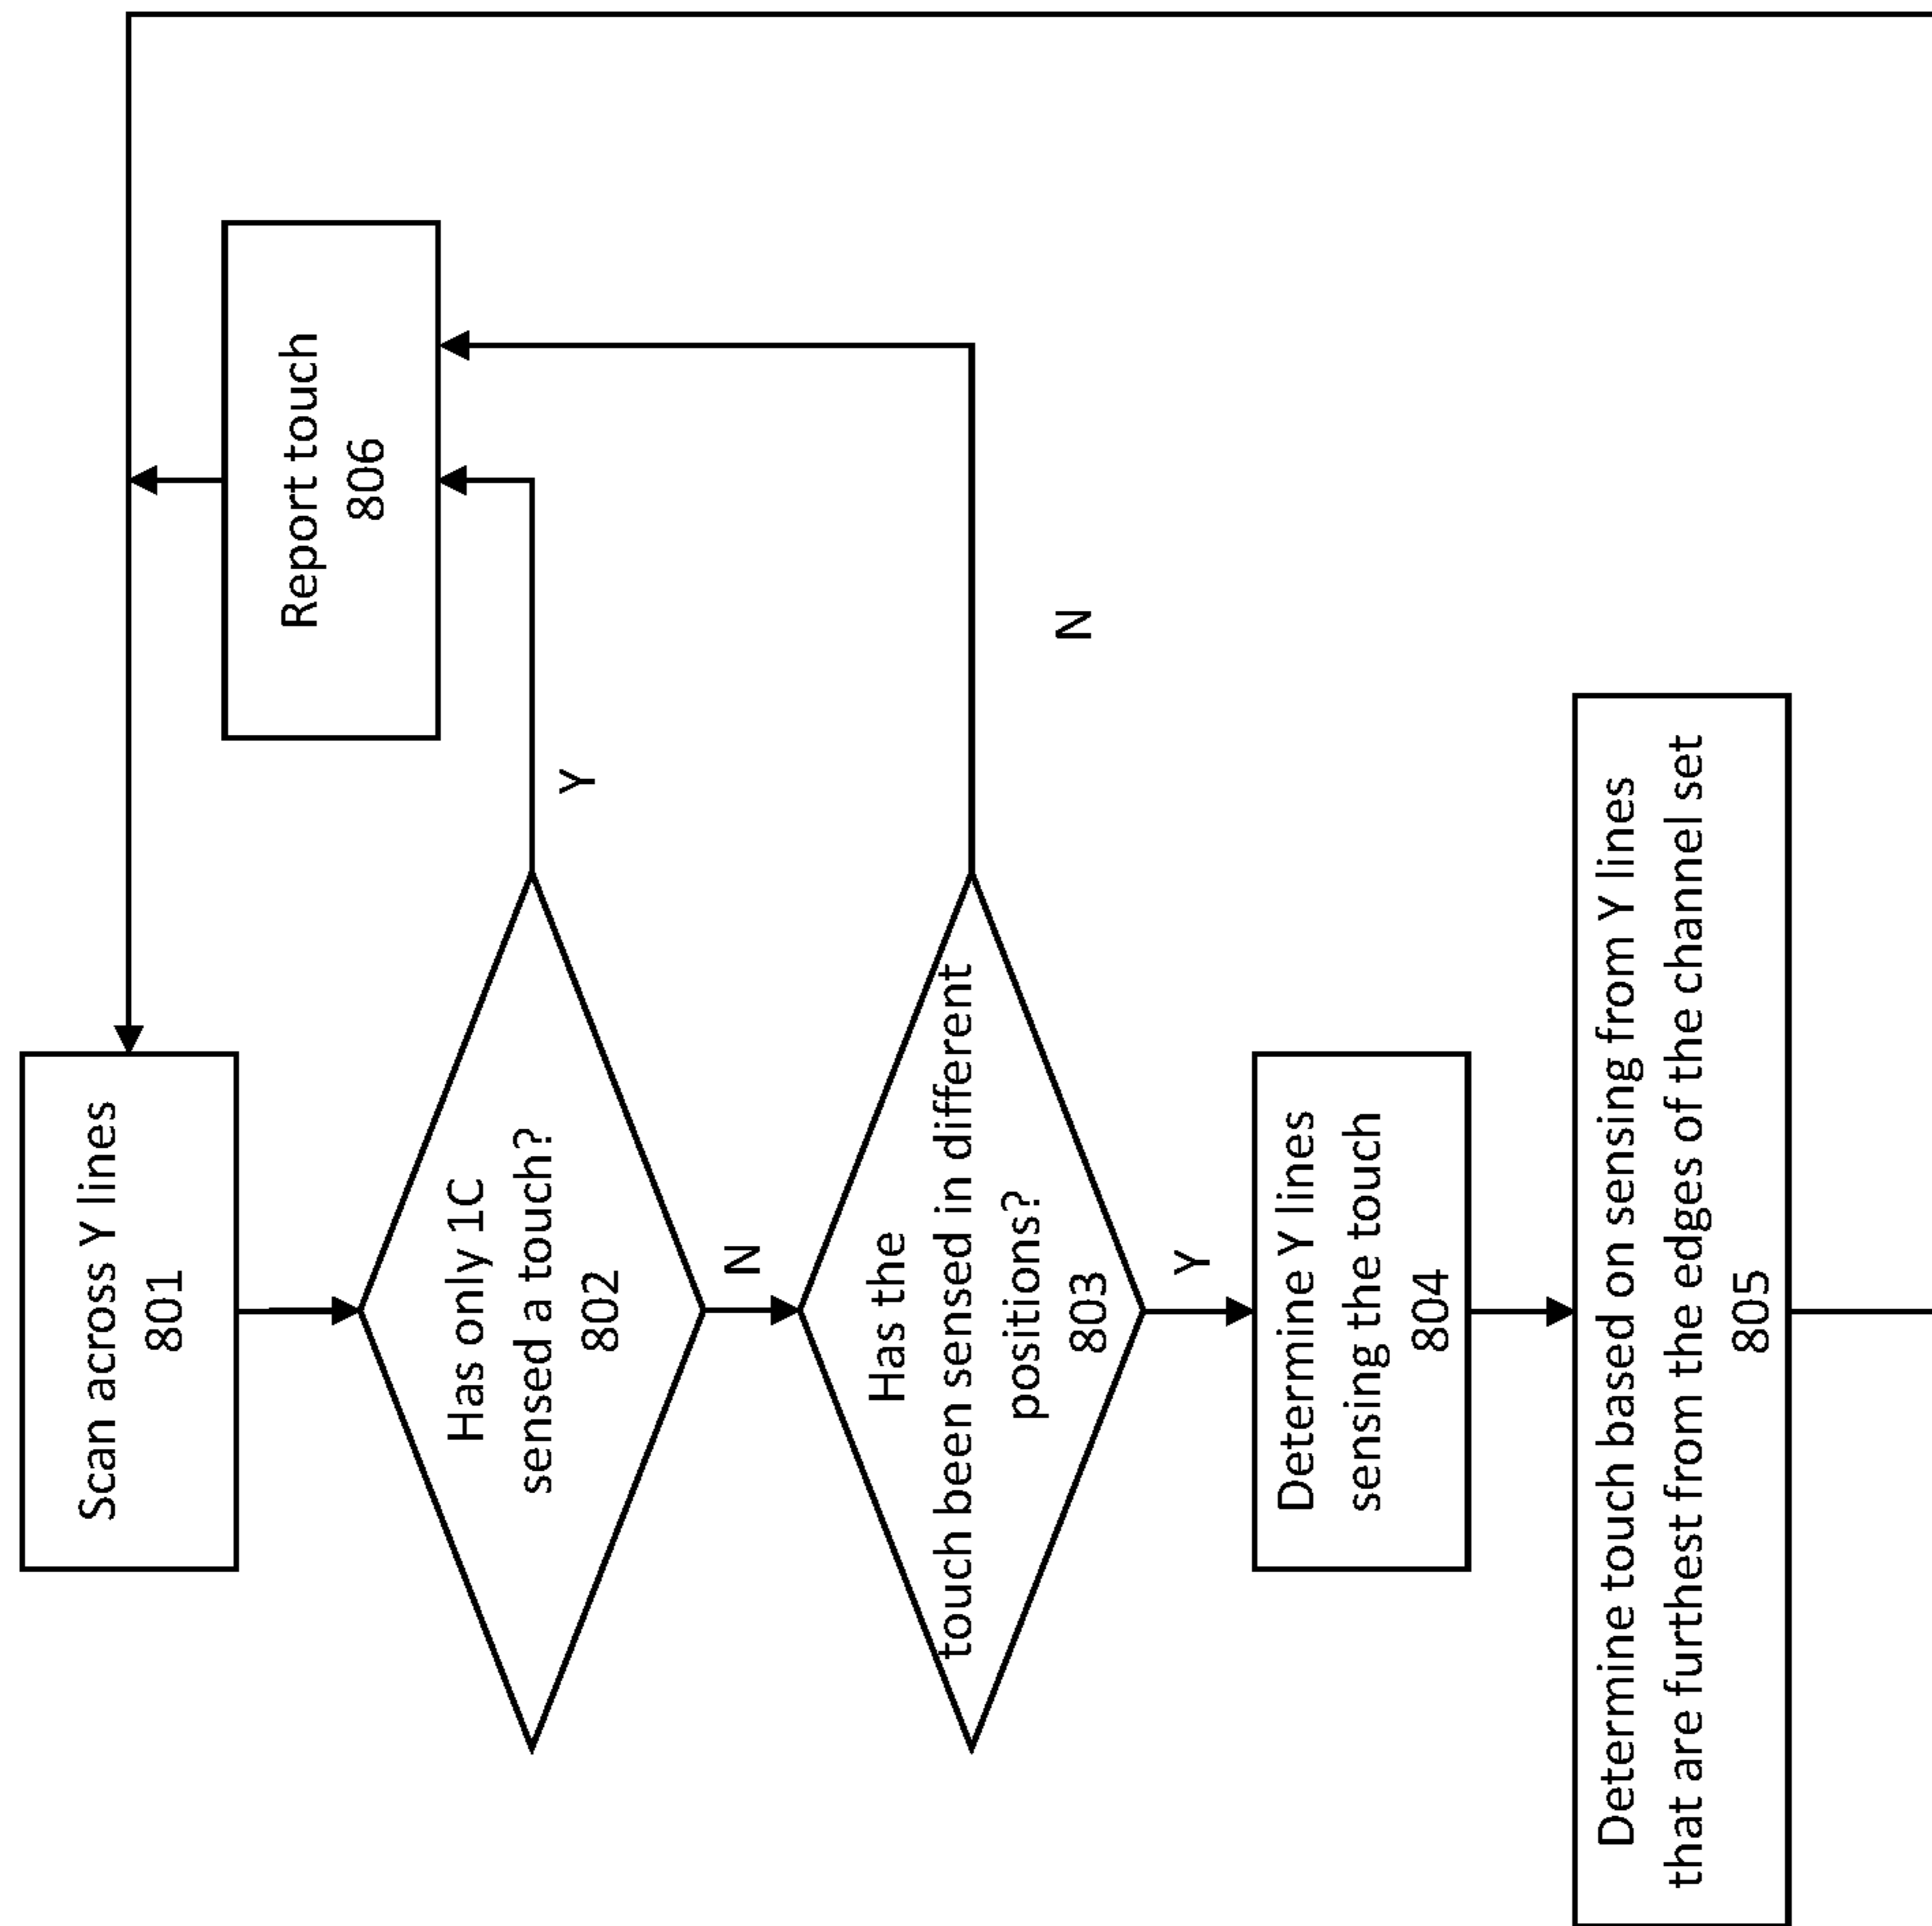 Scan across Y lines
801
Has only 1C
sensed a touch?
802
Y
N
Report touch
806
Has the
touch been sensed in different
positions?
803
N
Y
Determine Y lines
sensing the touch
804
Determine touch based on sensing from Y lines
that are furthest from the edges of the channel set
805